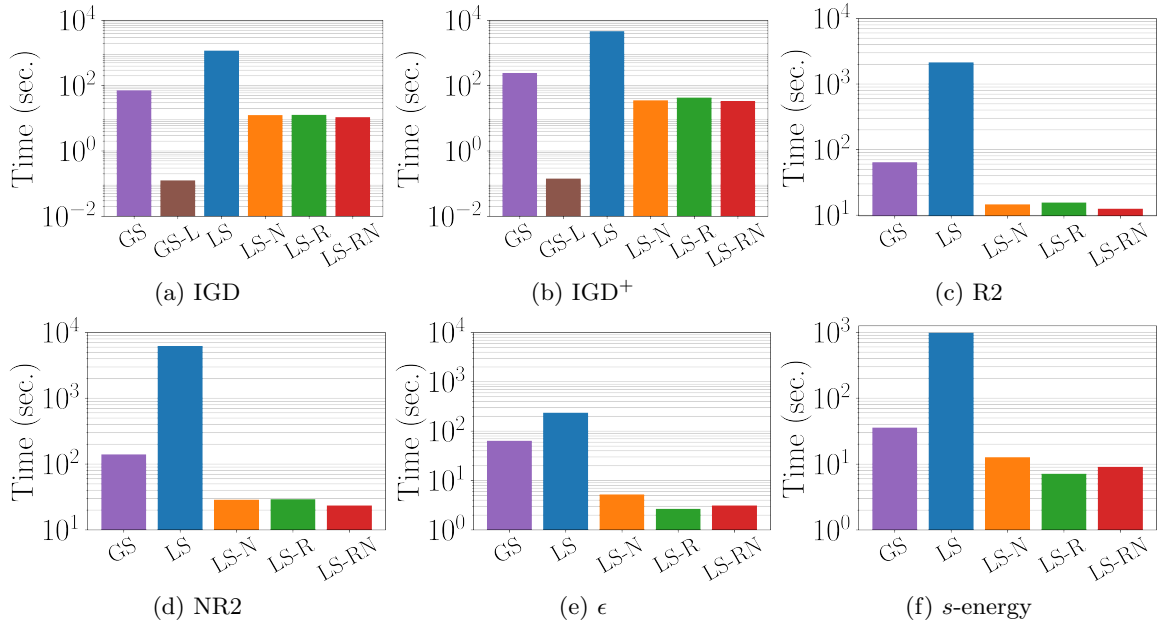 Time (sec.)
10^4
10^2
10^0
10^−2
GS
GS-L
LS
LS-N
LS-R
LS-RN
(a) IGD
Time (sec.)
10^4
10^2
10^0
10^−2
GS
GS-L
LS
LS-N
LS-R
LS-RN
(b) IGD^+
Time (sec.)
10^4
10^3
10^2
10^1
GS
LS
LS-N
LS-R
LS-RN
(c) R2
Time (sec.)
10^4
10^3
10^2
10^1
GS
LS
LS-N
LS-R
LS-RN
(d) NR2
Time (sec.)
10^4
10^3
10^2
10^1
10^0
GS
LS
LS-N
LS-R
LS-RN
(e) ϵ
Time (sec.)
10^3
10^2
10^1
10^0
GS
LS
LS-N
LS-R
LS-RN
(f) s-energy